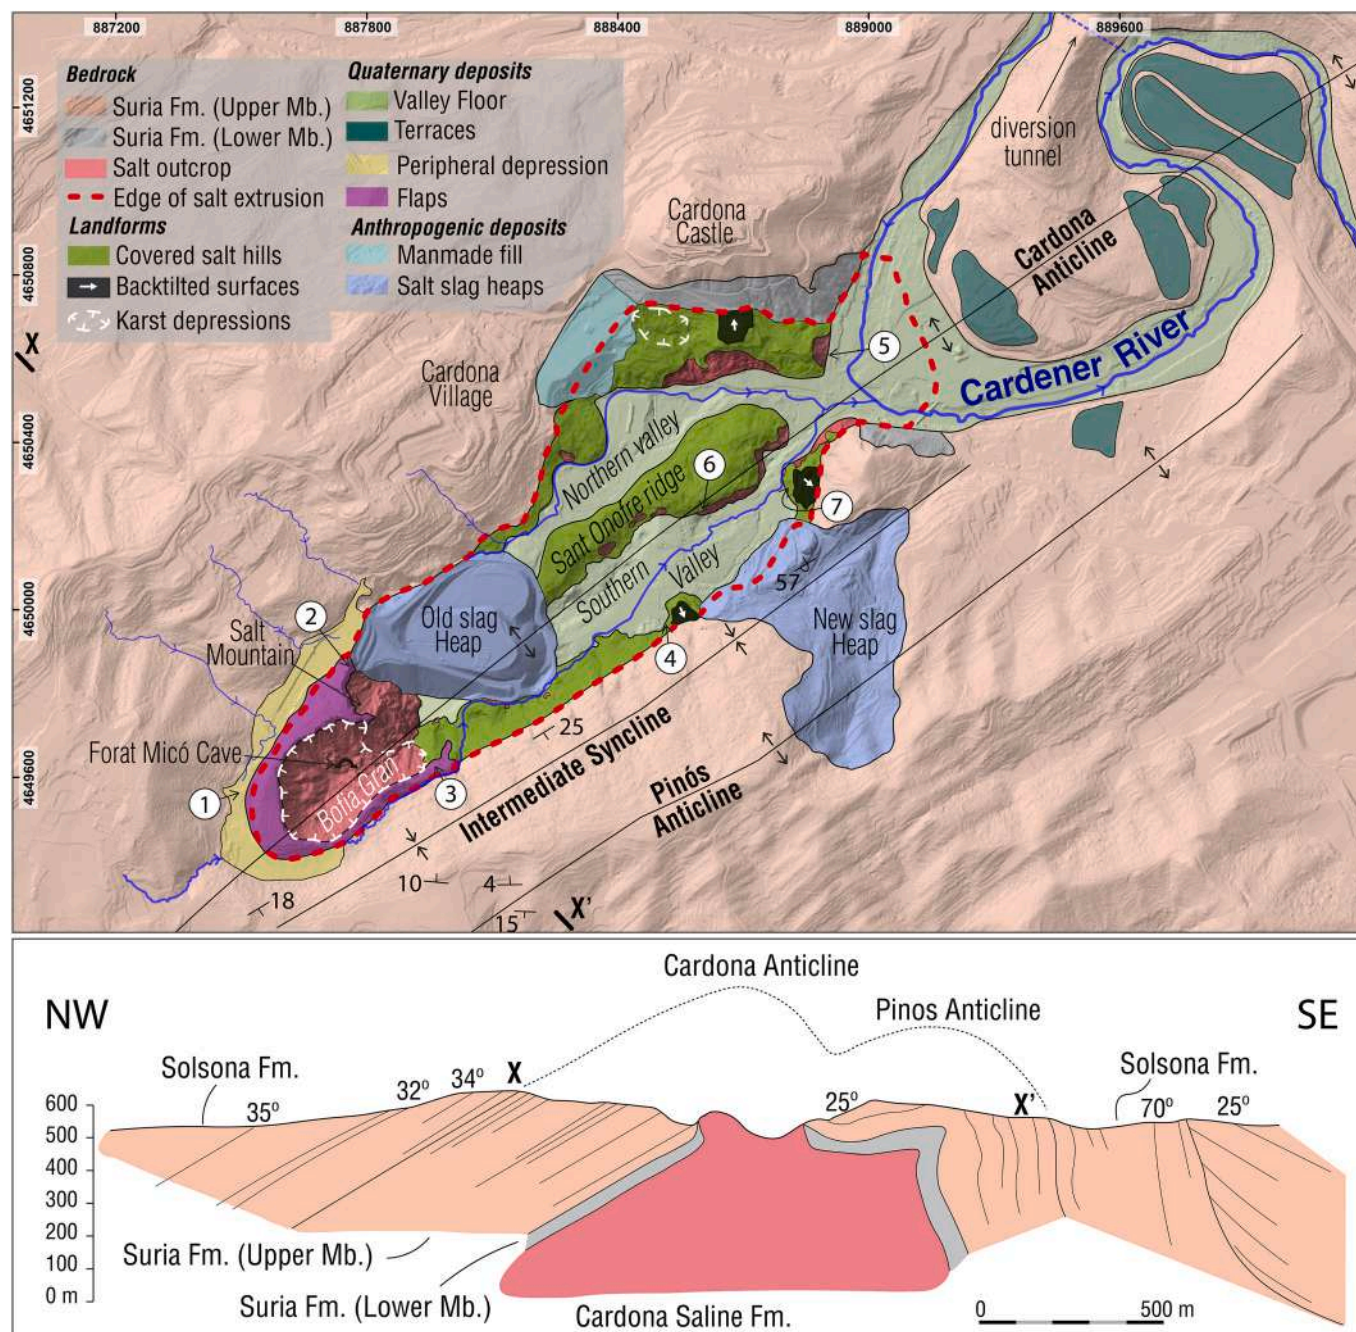 887200
887800
888400
889000
889600
4651200
4650800
4650400
4650000
4649600
Bedrock
Suria Fm. (Upper Mb.)
Suria Fm. (Lower Mb.)
Salt outcrop
Edge of salt extrusion
Landforms
Covered salt hills
Backtilted surfaces
Karst depressions
Quaternary deposits
Valley Floor
Terraces
Peripheral depression
Flaps
Anthropogenic deposits
Manmade fill
Salt slag heaps
diversion
tunnel
Cardona
Castle
Cardona
Anticline
X
Cardona
Village
5
Cardener River
Northern valley
6
Sant Onofre ridge
7
Southern
Valley
57
2
Salt
Mountain
Old slag
Heap
New slag
Heap
4
25
Forat Micó Cave
Bofia Gran
Intermediate Syncline
Pinós
Anticline
1
3
18
10
4
15
X'
NW
Cardona Anticline
Pinos Anticline
SE
Solsona Fm.
32º
34º
X
35º
25º
X'
Solsona Fm.
70º
25º
600
500
400
300
200
100
0 m
Suria Fm. (Upper Mb.)
Suria Fm. (Lower Mb.)
Cardona Saline Fm.
0
500 m